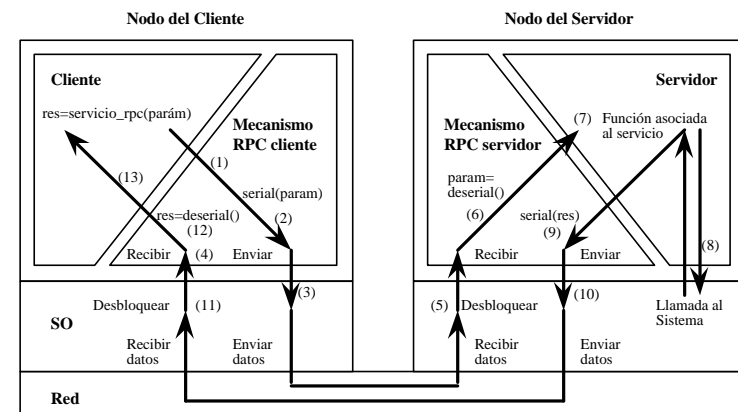 Nodo del Cliente
Nodo del Servidor
Cliente
res=servicio_rpc(parám)
Mecanismo
RPC cliente
(1)
(13)
serial(param)
(2)
res=deserial()
(12)
Recibir
(4)
Enviar
(3)
Desbloquear
(11)
SO
Recibir
datos
Enviar
datos
Red
Servidor
Mecanismo
RPC servidor
(7)
Función asociada
al servicio
param=
deserial()
(6)
serial(res)
(9)
(8)
Recibir
Enviar
(5)
Desbloquear
(10)
Llamada al
Sistema
Recibir
datos
Enviar
datos